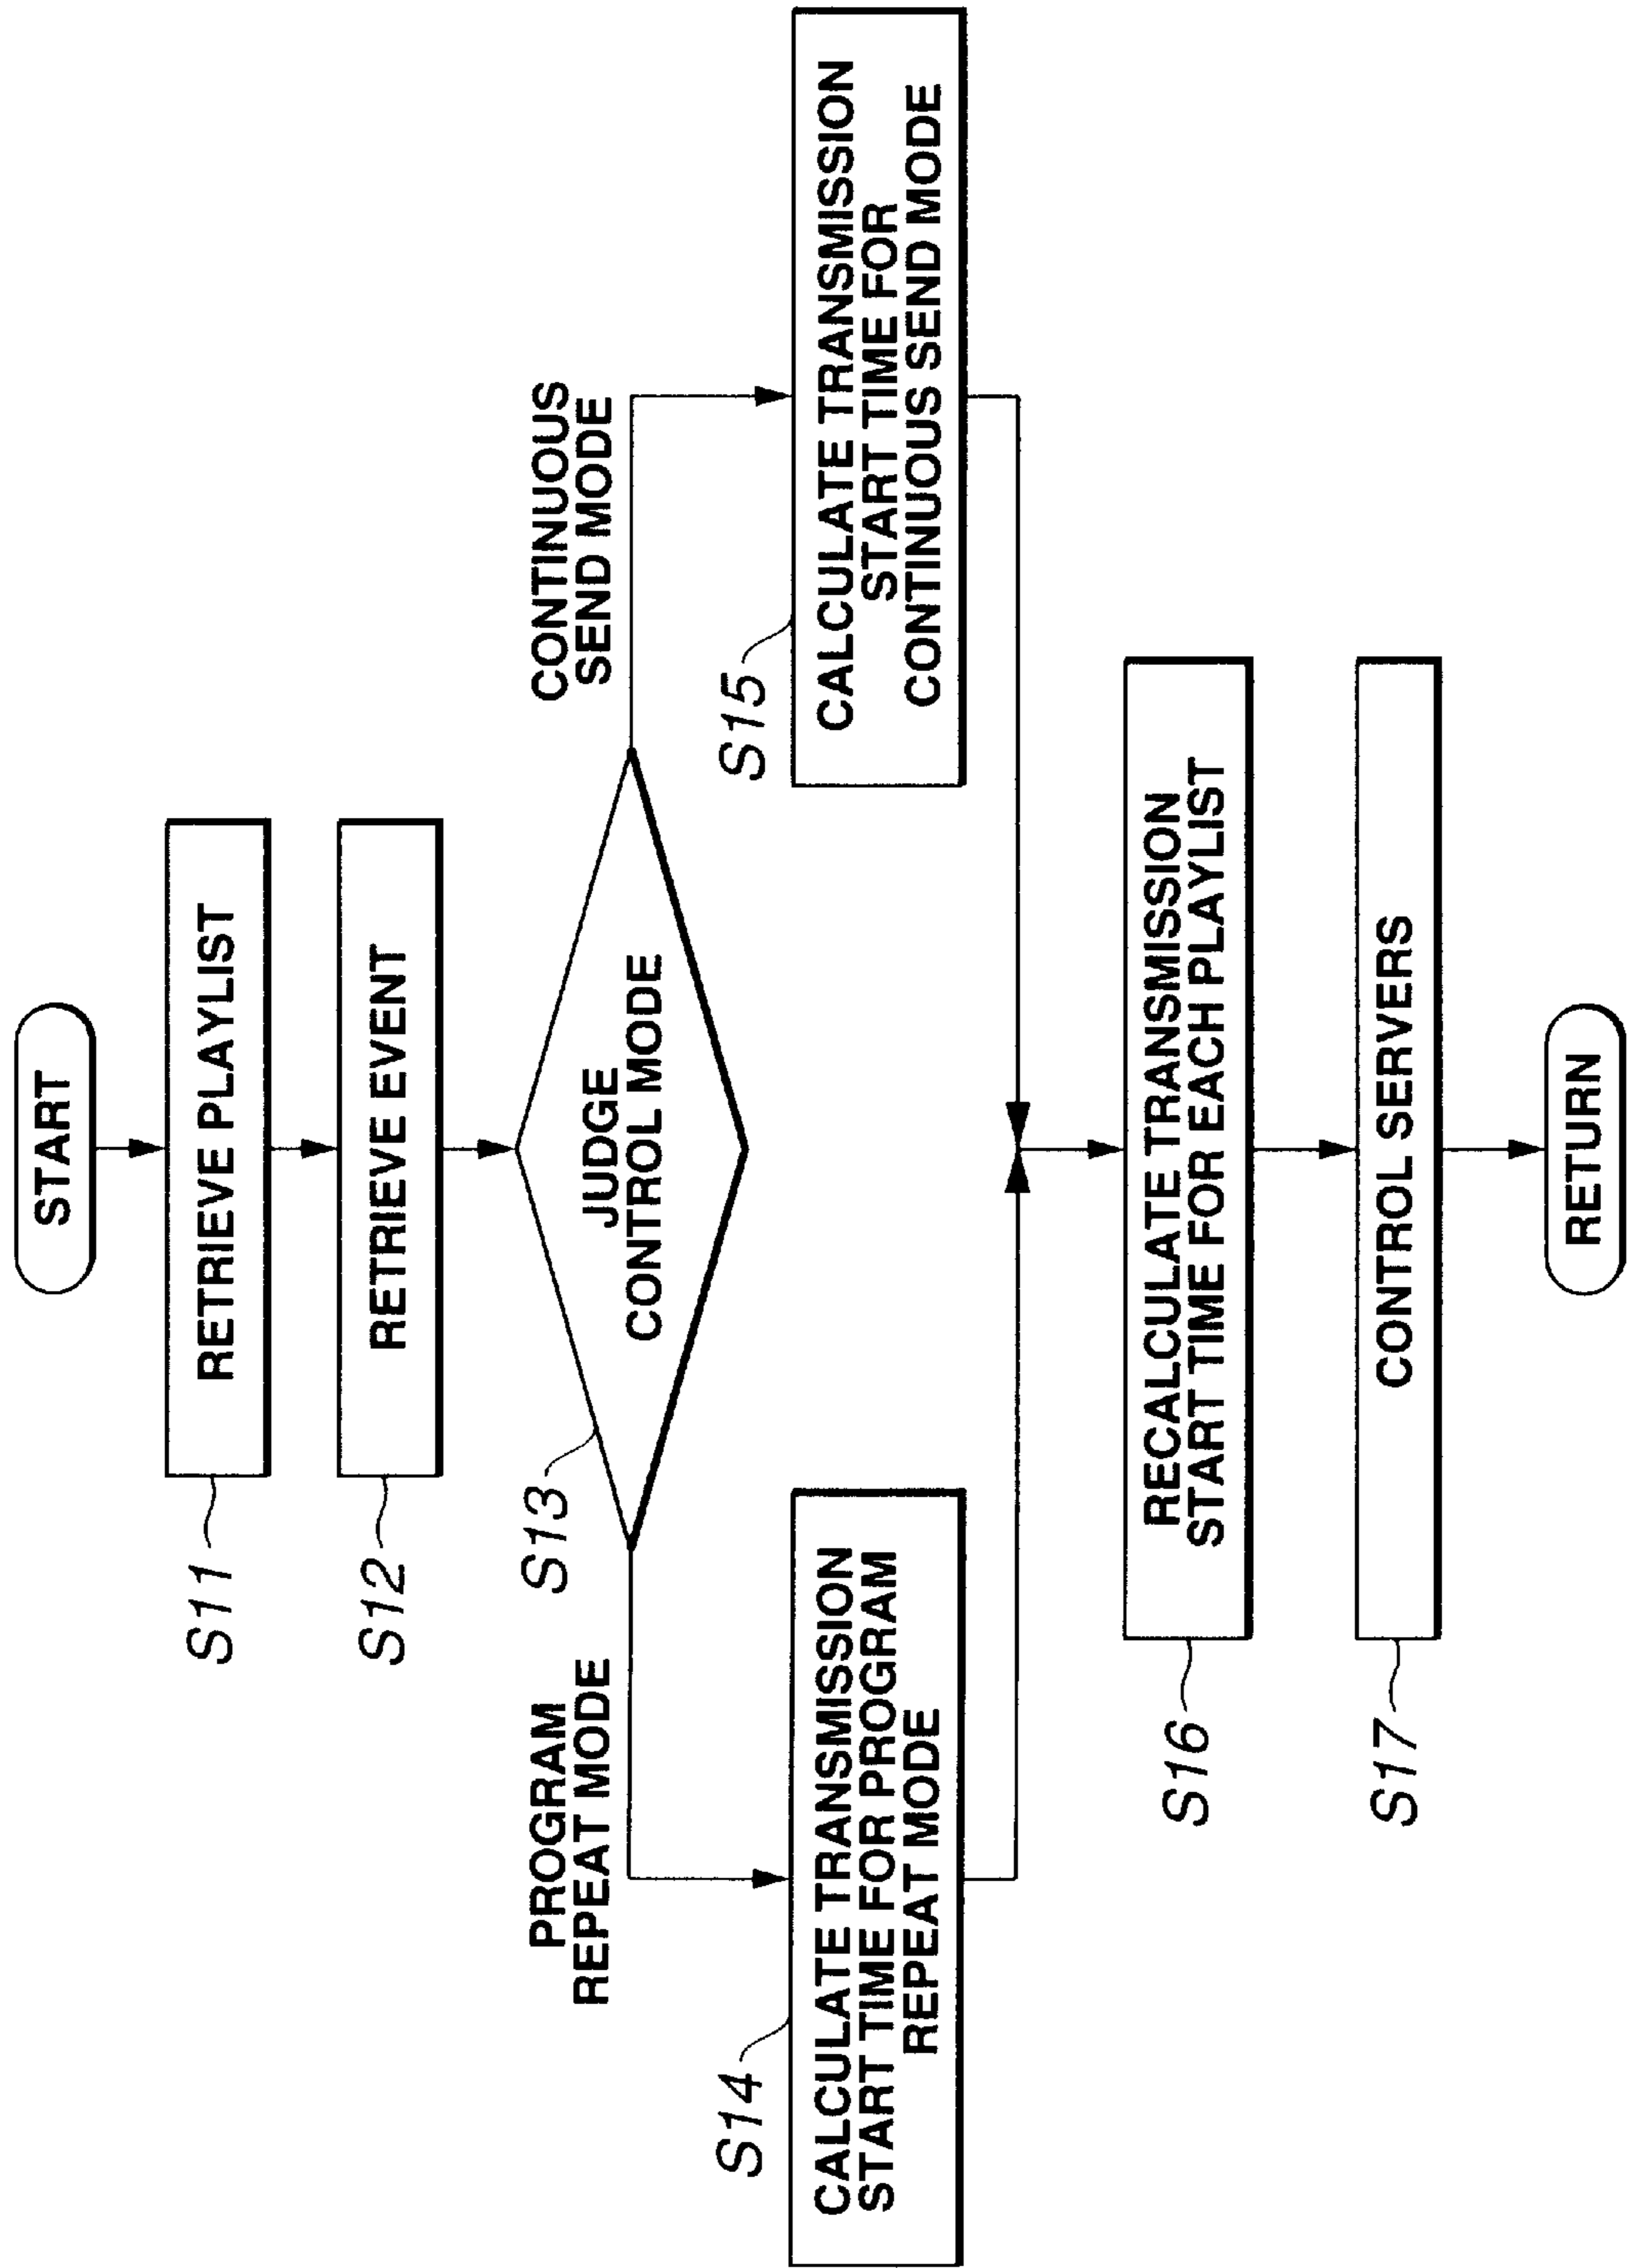 START
S11
RETRIEVE PLAYLIST
S12
RETRIEVE EVENT
S13
JUDGE
CONTROL MODE
PROGRAM
REPEAT MODE
CONTINUOUS
SEND MODE
S14
CALCULATE TRANSMISSION
START TIME FOR PROGRAM
REPEAT MODE
S15
CALCULATE TRANSMISSION
START TIME FOR
CONTINUOUS SEND MODE
S16
RECALCULATE TRANSMISSION
START TIME FOR EACH PLAYLIST
S17
CONTROL SERVERS
RETURN